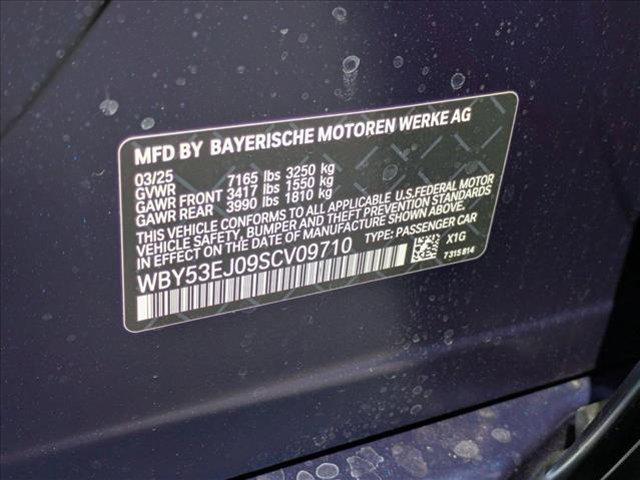 MFD BY BAYERISCHE MOTOREN WERKE AG
03/25
GVWR 7165 lbs 3250 kg
GAWR FRONT 3417 lbs 1550 kg
GAWR REAR 3990 lbs 1810 kg
THIS VEHICLE CONFORMS TO ALL APPLICABLE U.S.FEDERAL MOTOR
VEHICLE SAFETY, BUMPER, AND THEFT PREVENTION STANDARDS
IN EFFECT ON THE DATE OF MANUFACTURE SHOWN ABOVE.
WBY53EJ09SCV09710 TYPE: PASSENGER CAR
X1G
7315814